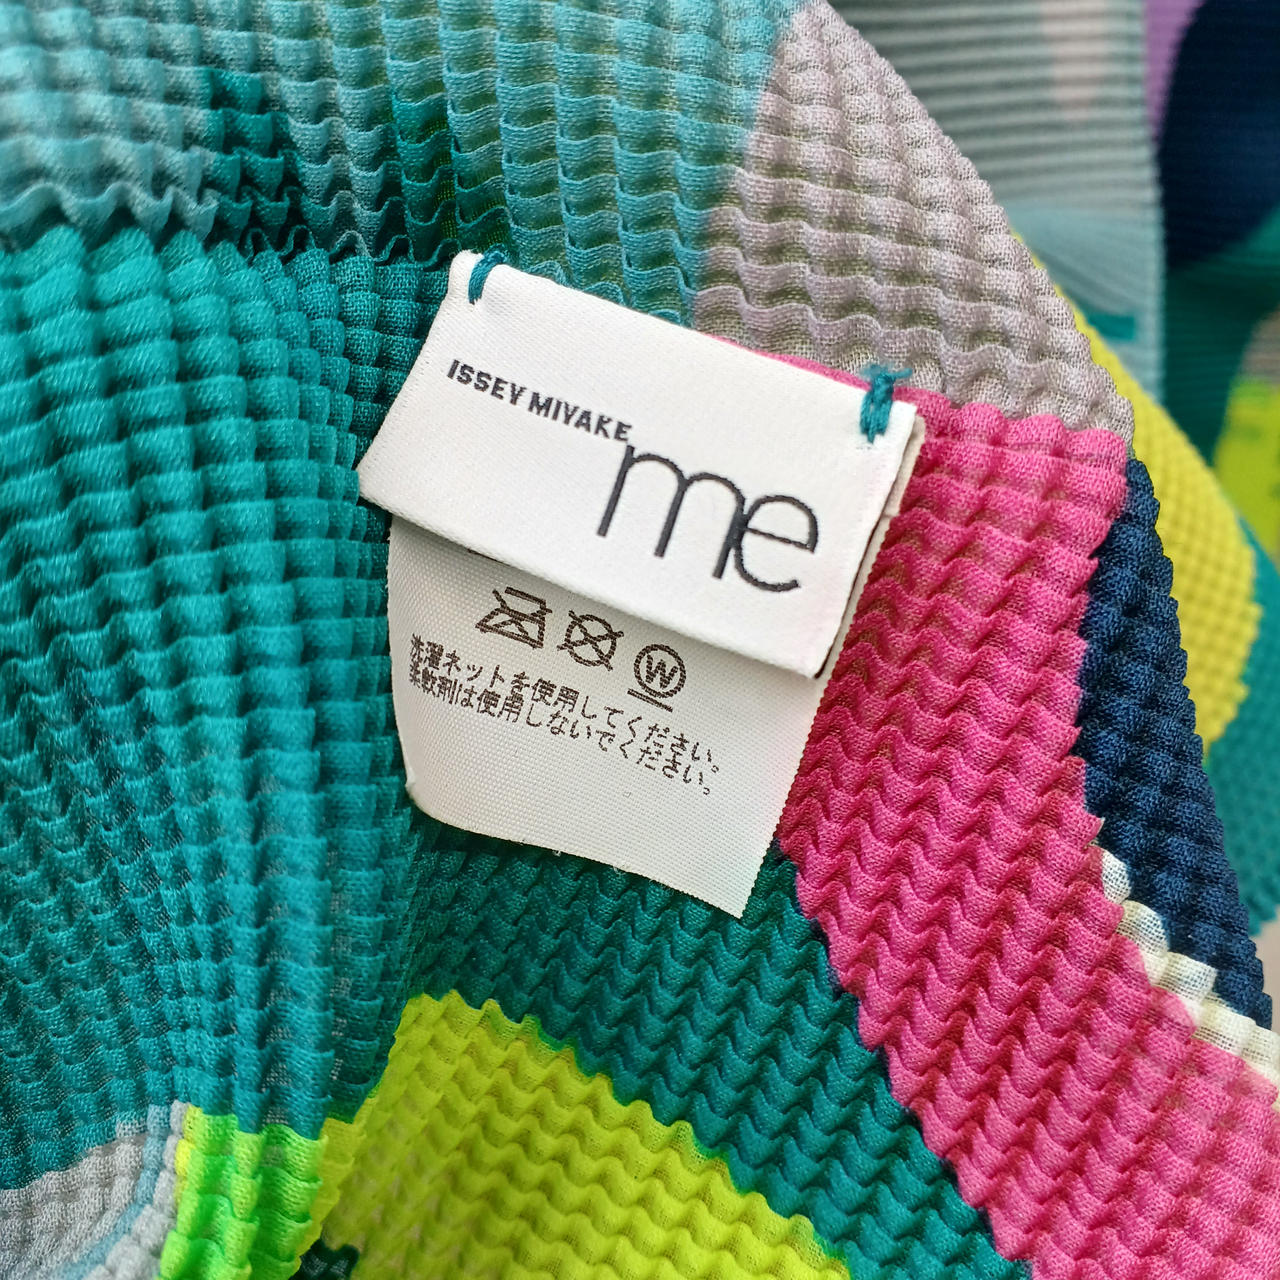 ISSEY MIYAKE
me
W
洗濯ネットを使用してください。
柔軟剤は使用しないでください。